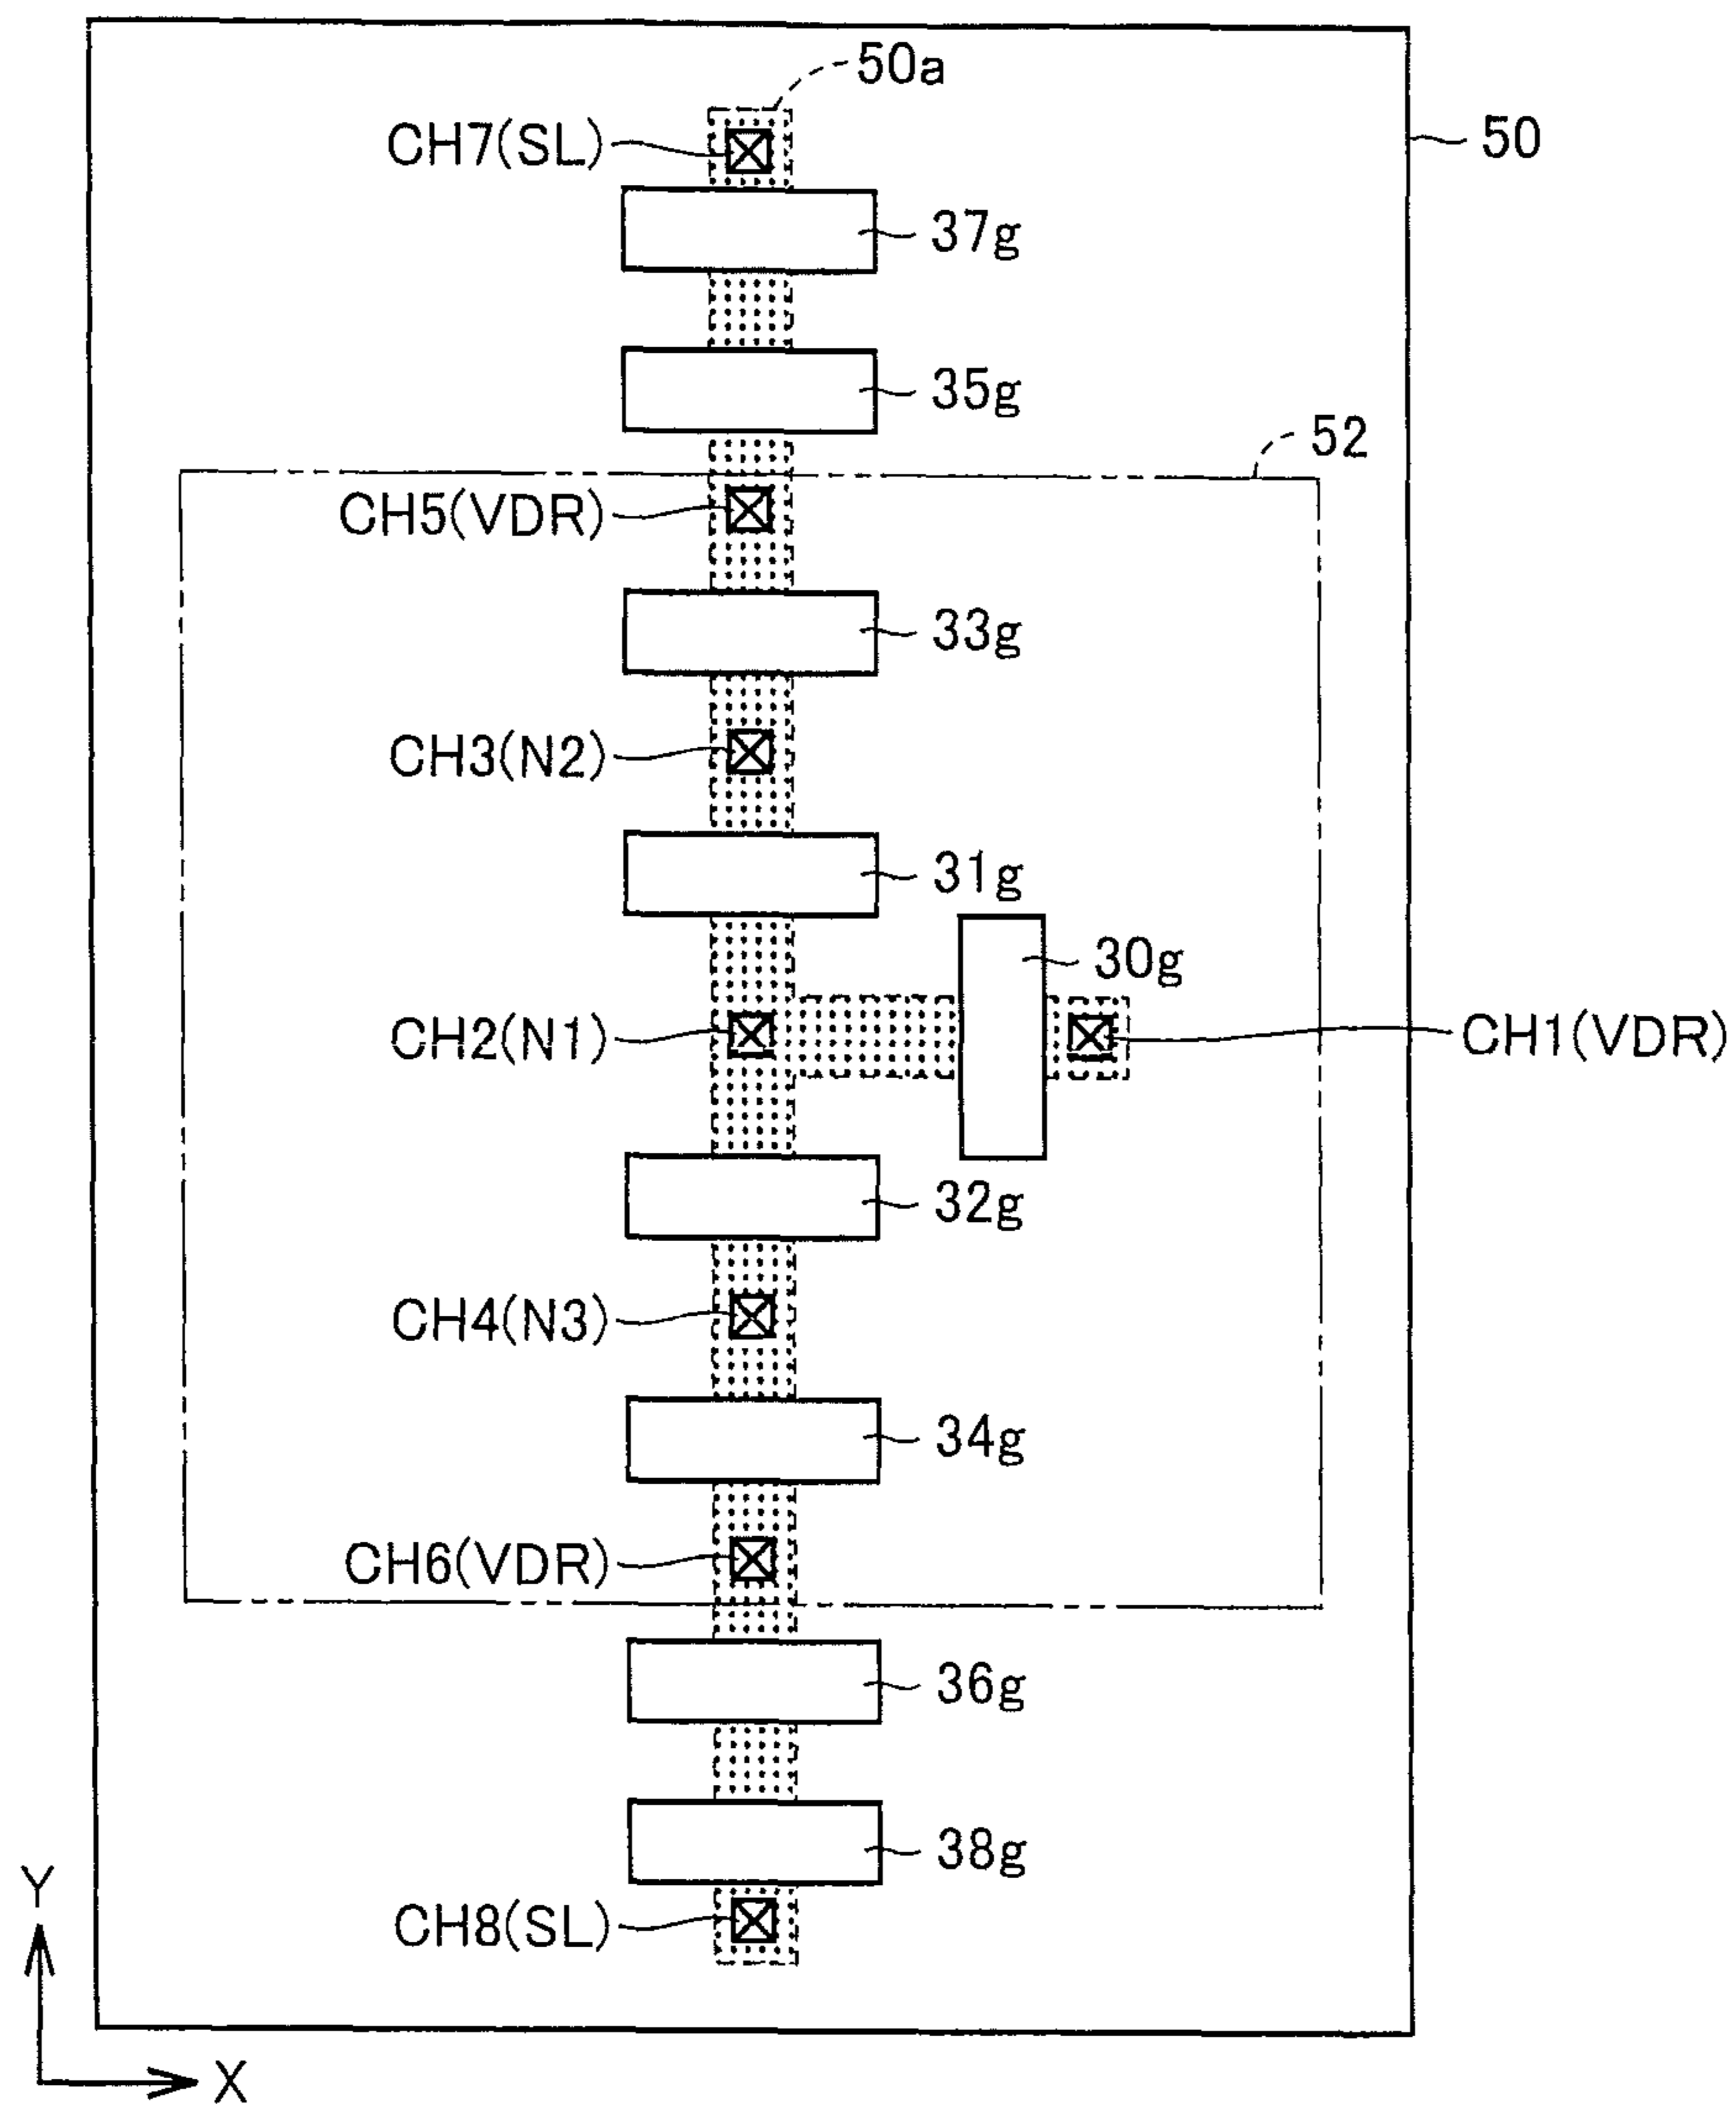 50a
CH7(SL)
50
37g
35g
52
CH5(VDR)
33g
CH3(N2)
31g
30g
CH2(N1)
CH1(VDR)
32g
CH4(N3)
34g
CH6(VDR)
36g
38g
CH8(SL)
Y
X